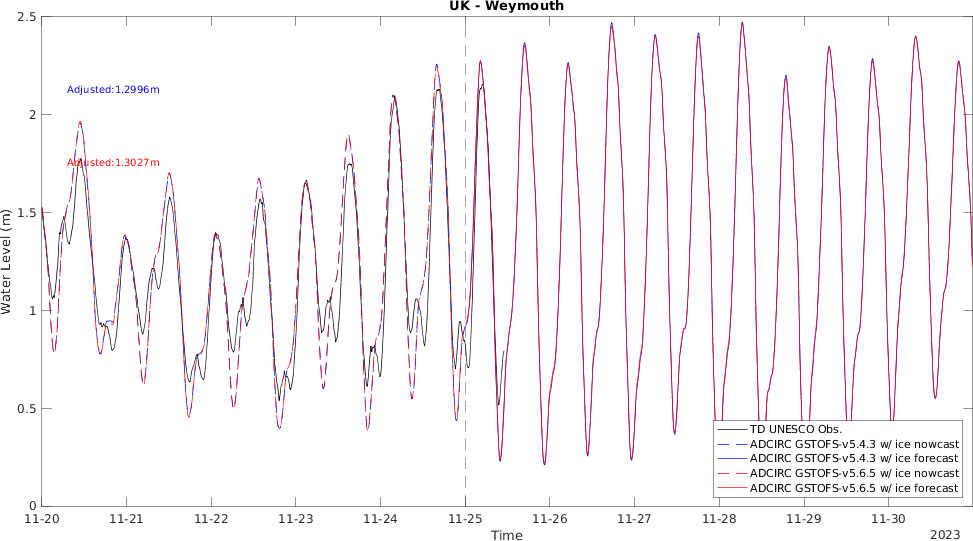 UK - Weymouth
2.5
2
1.5
1
0.5
0
Water Level (m)
Adjusted:1.2996m
Adjusted:1.3027m
TD UNESCO Obs.
ADCIRC GSTOFS-v5.4.3 w/ ice nowcast
ADCIRC GSTOFS-v5.4.3 w/ ice forecast
ADCIRC GSTOFS-v5.6.5 w/ ice nowcast
ADCIRC GSTOFS-v5.6.5 w/ ice forecast
11-20 11-21 11-22 11-23 11-24 11-25 11-26 11-27 11-28 11-29 11-30
Time
2023